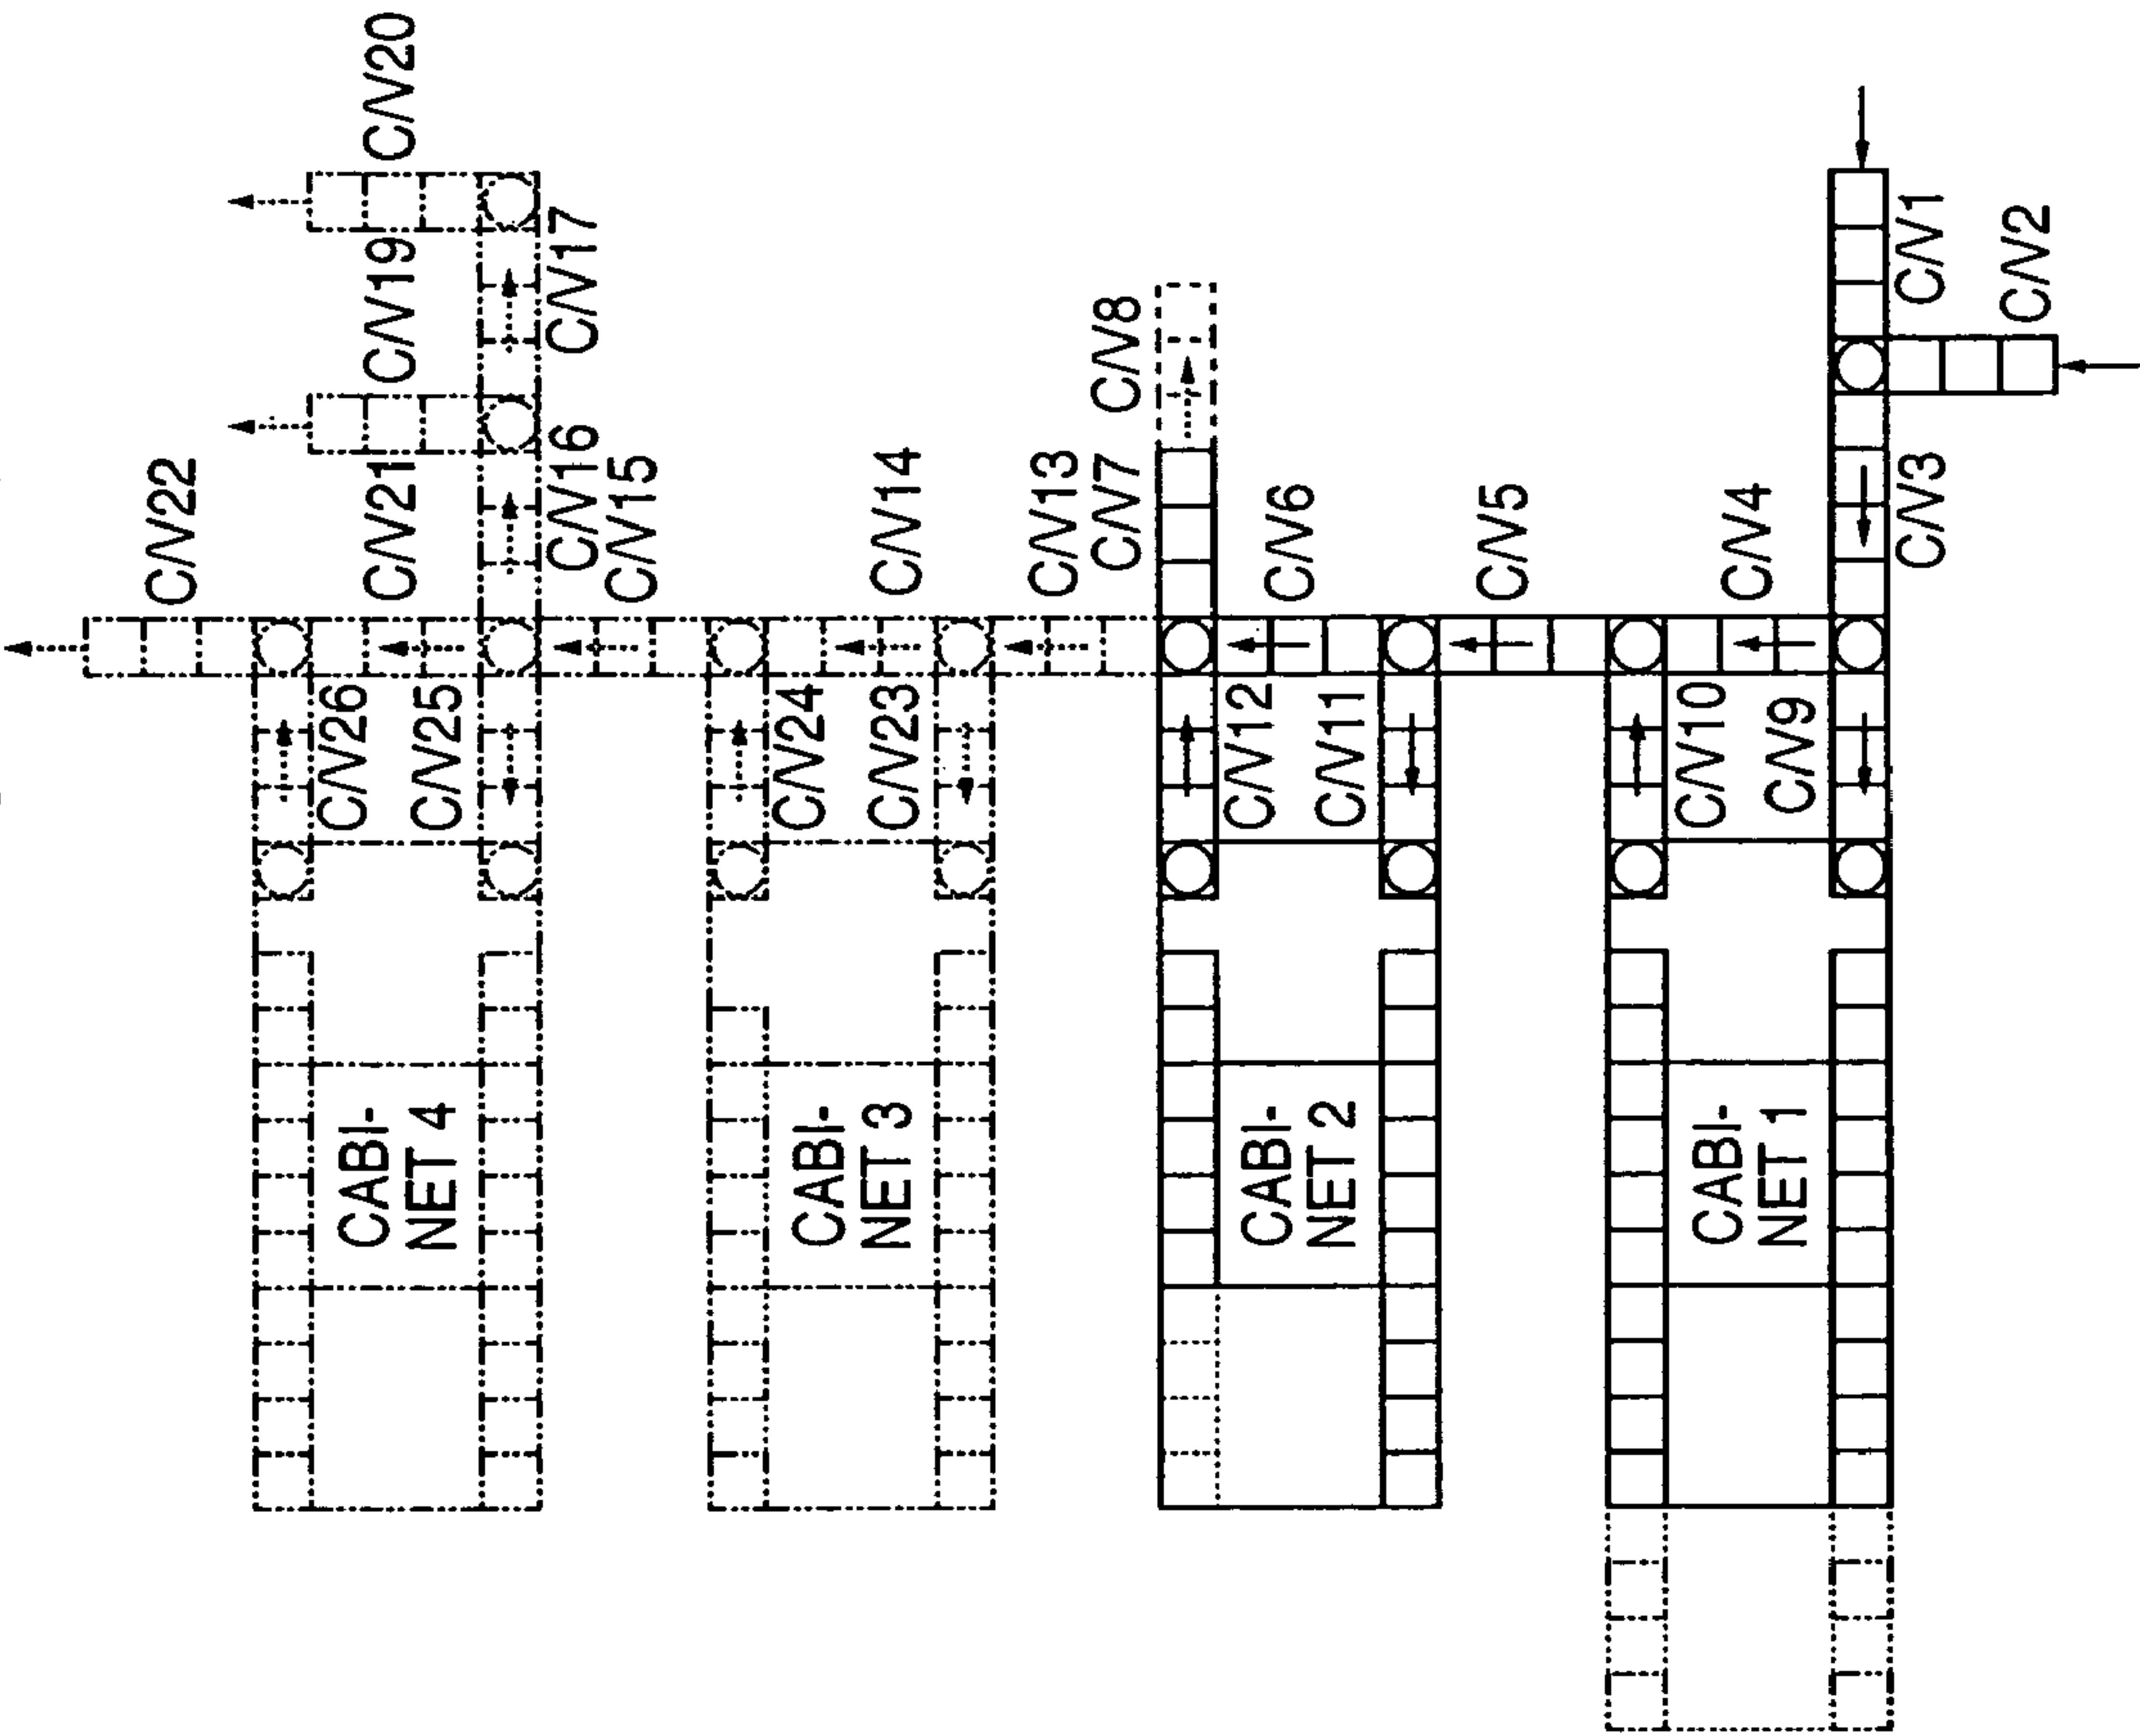 CABI-
NET 1
CABI-
NET 2
CABI-
NET 3
CABI-
NET 4
C/V9
C/V10
C/V11
C/V12
C/V23
C/V24
C/V25
C/V26
C/V3
C/V4
C/V5
C/V6
C/V7
C/V13
C/V14
C/V15
C/V16
C/V21
C/V22
C/V2
C/V1
C/V8
C/V17
C/V19
C/V20